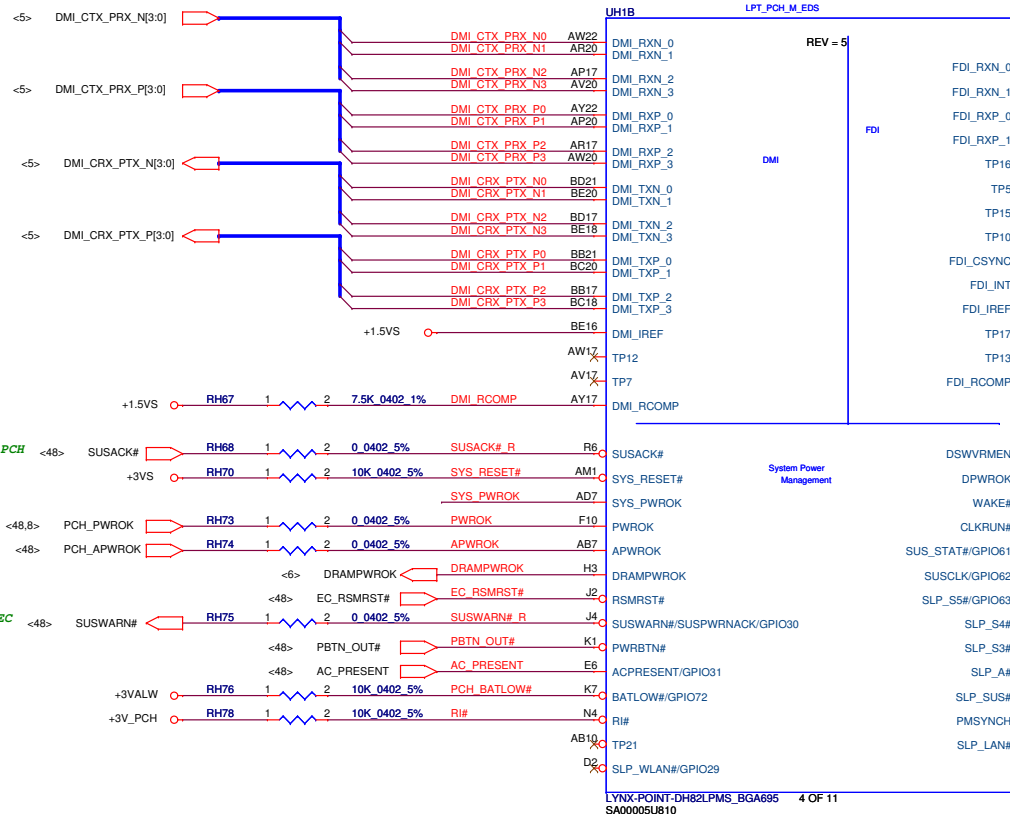 UH1B LPT_PCH_M_EDS
<5> DMI_CTX_PRX_N[3:0]
DMI_CTX_PRX_N0 AW22 DMI_RXN_0 REV = 5
DMI_CTX_PRX_N1 AR20 DMI_RXN_1
FDI_RXN_0
DMI_CTX_PRX_N2 AP17 DMI_RXN_2
DMI_CTX_PRX_N3 AV20 DMI_RXN_3
<5> DMI_CTX_PRX_P[3:0] FDI_RXN_1
DMI_CTX_PRX_P0 AY22 DMI_RXP_0 FDI_RXP_0
DMI_CTX_PRX_P1 AP20 DMI_RXP_1
FDI
FDI_RXP_1
DMI_CTX_PRX_P2 AR17 DMI_RXP_2
DMI_CTX_PRX_P3 AW20 DMI_RXP_3
<5> DMI_CRX_PTX_N[3:0] DMI TP16
DMI_CRX_PTX_N0 BD21 DMI_TXN_0 TP5
DMI_CRX_PTX_N1 BE20 DMI_TXN_1
TP15
DMI_CRX_PTX_N2 BD17 DMI_TXN_2
DMI_CRX_PTX_N3 BE18 DMI_TXN_3
<5> DMI_CRX_PTX_P[3:0] TP10
DMI_CRX_PTX_P0 BB21 DMI_TXP_0 FDI_CSYNC
DMI_CRX_PTX_P1 BC20 DMI_TXP_1
FDI_INT
DMI_CRX_PTX_P2 BB17 DMI_TXP_2
DMI_CRX_PTX_P3 BC18 DMI_TXP_3 FDI_IREF
+1.5VS BE16 DMI_IREF TP17
AW17 TP12 TP13
AV17 TP7 FDI_RCOMP
+1.5VS RH67 1 2 7.5K_0402_1% DMI_RCOMP AY17 DMI_RCOMP
PCH <48> SUSACK# RH68 1 2 0_0402_5% SUSACK#_R R6 SUSACK# DSWVRMEN
+3VS RH70 1 2 10K_0402_5% SYS_RESET# AM1 SYS_RESET# System Power Management DPWROK
SYS_PWROK AD7 SYS_PWROK WAKE#
<48,8> PCH_PWROK RH73 1 2 0_0402_5% PWROK F10 PWROK CLKRUN#
<48> PCH_APWROK RH74 1 2 0_0402_5% APWROK AB7 APWROK SUS_STAT#/GPIO61
<6> DRAMPWROK DRAMPWROK H3 DRAMPWROK SUSCLK/GPIO62
<48> EC_RSMRST# EC_RSMRST# J2 RSMRST# SLP_S5#/GPIO63
EC <48> SUSWARN# RH75 1 2 0_0402_5% SUSWARN#_R J4 SUSWARN#/SUSPWRNACK/GPIO30 SLP_S4#
<48> PBTN_OUT# PBTN_OUT# K1 PWRBTN# SLP_S3#
<48> AC_PRESENT AC_PRESENT E6 ACPRESENT/GPIO31 SLP_A#
+3VALW RH76 1 2 10K_0402_5% PCH_BATLOW# K7 BATLOW#/GPIO72 SLP_SUS#
+3V_PCH RH78 1 2 10K_0402_5% RI# N4 RI# PMSYNCH
AB10 TP21 SLP_LAN#
D2 SLP_WLAN#/GPIO29
LYNX-POINT-DH82LPMS_BGA695 4 OF 11
SA00005U810